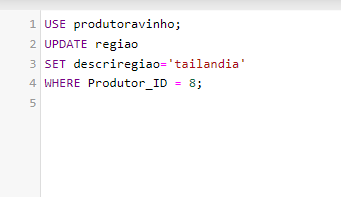 1 USE produtoravinho;
2 UPDATE regiao
3 SET descriregiao='tailandia'
4 WHERE Produtor_ID = 8;
5